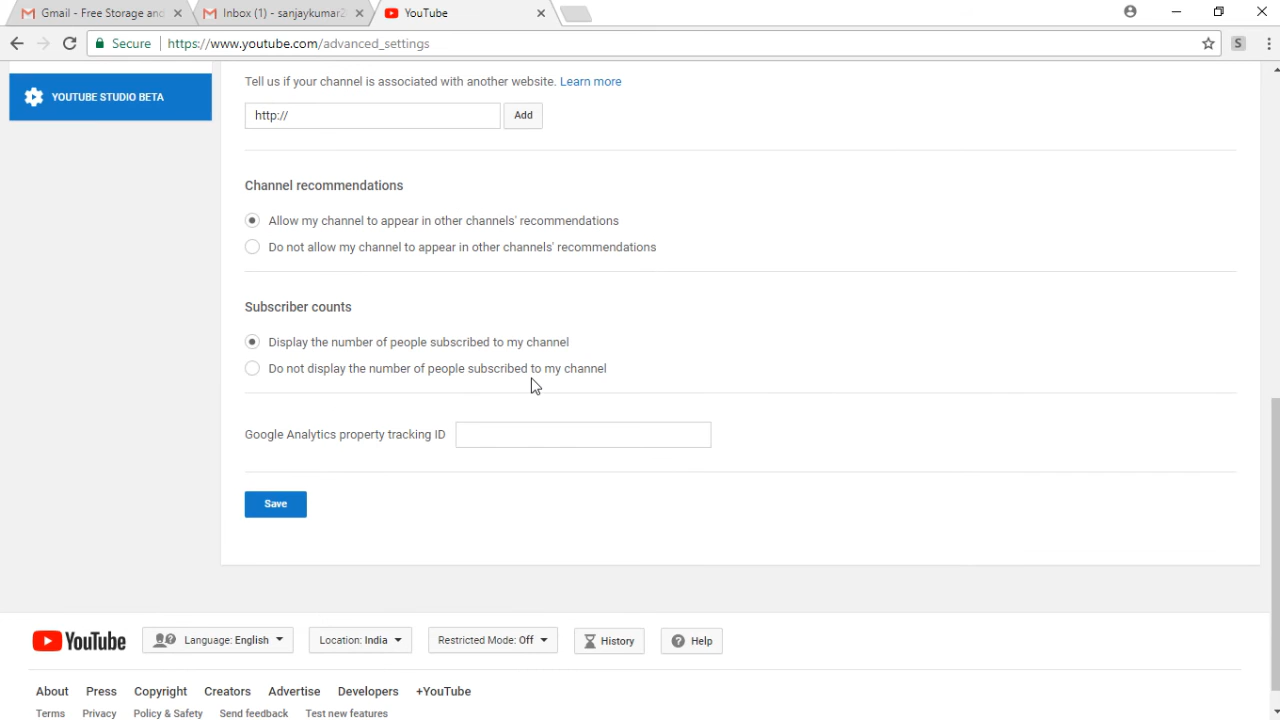 Gmail - Free Storage and
Inbox (1) - sanjaykumar2
YouTube
Secure
https://www.youtube.com/advanced_settings
S
Tell us if your channel is associated with another website. Learn more
YOUTUBE STUDIO BETA
http://
Add
Channel recommendations
Allow my channel to appear in other channels' recommendations
Do not allow my channel to appear in other channels' recommendations
Subscriber counts
Display the number of people subscribed to my channel
Do not display the number of people subscribed to my channel
Google Analytics property tracking ID
Save
YouTube
Language: English
Location: India
Restricted Mode: Off
History
Help
About Press Copyright Creators Advertise Developers +YouTube
Terms Privacy Policy & Safety Send feedback Test new features